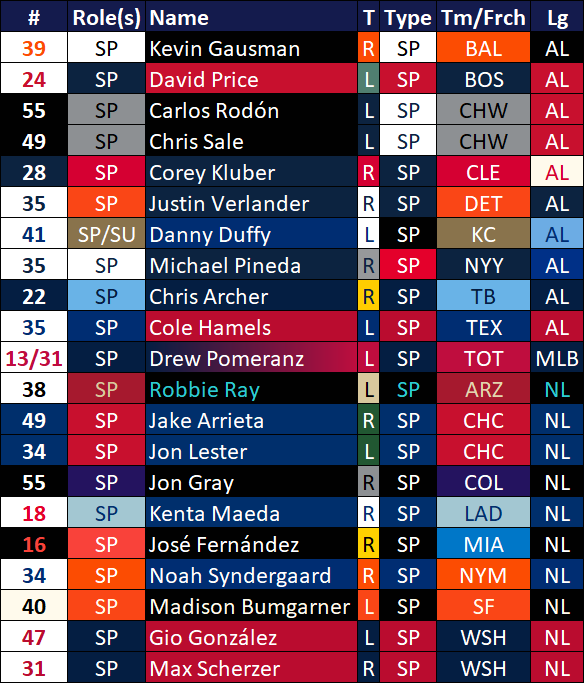 # Role(s) Name T Type Tm/Frch Lg
39 SP Kevin Gausman R SP BAL AL
24 SP David Price L SP BOS AL
55 SP Carlos Rodón L SP CHW AL
49 SP Chris Sale L SP CHW AL
28 SP Corey Kluber R SP CLE AL
35 SP Justin Verlander R SP DET AL
41 SP/SU Danny Duffy L SP KC AL
35 SP Michael Pineda R SP NYY AL
22 SP Chris Archer R SP TB AL
35 SP Cole Hamels L SP TEX AL
13/31 SP Drew Pomeranz L SP TOT MLB
38 SP Robbie Ray L SP ARZ NL
49 SP Jake Arrieta R SP CHC NL
34 SP Jon Lester L SP CHC NL
55 SP Jon Gray R SP COL NL
18 SP Kenta Maeda R SP LAD NL
16 SP José Fernández R SP MIA NL
34 SP Noah Syndergaard R SP NYM NL
40 SP Madison Bumgarner L SP SF NL
47 SP Gio González L SP WSH NL
31 SP Max Scherzer R SP WSH NL